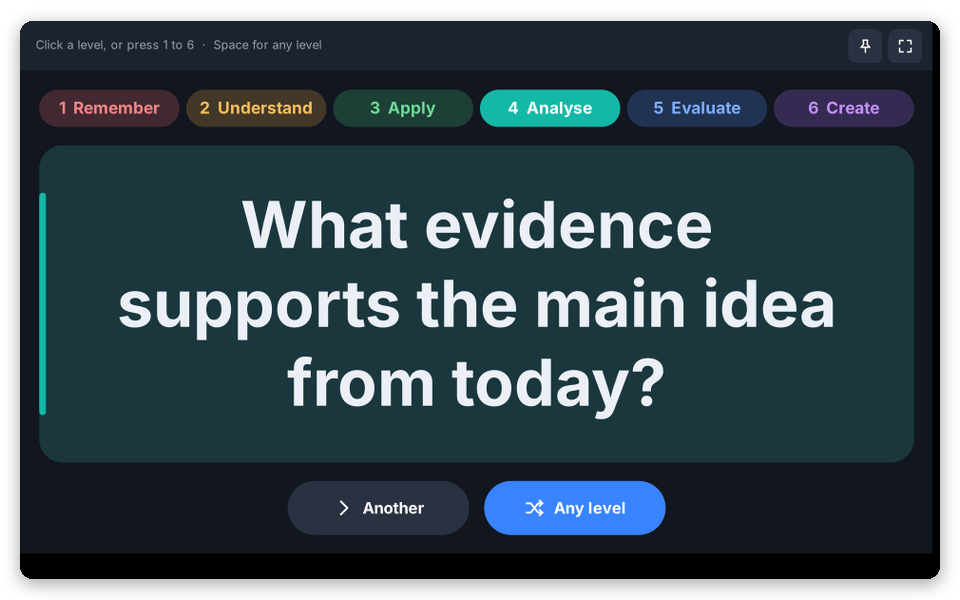 Click a level, or press 1 to 6 · Space for any level
1 Remember
2 Understand
3 Apply
4 Analyse
5 Evaluate
6 Create
What evidence
supports the main idea
from today?
Another
Any level